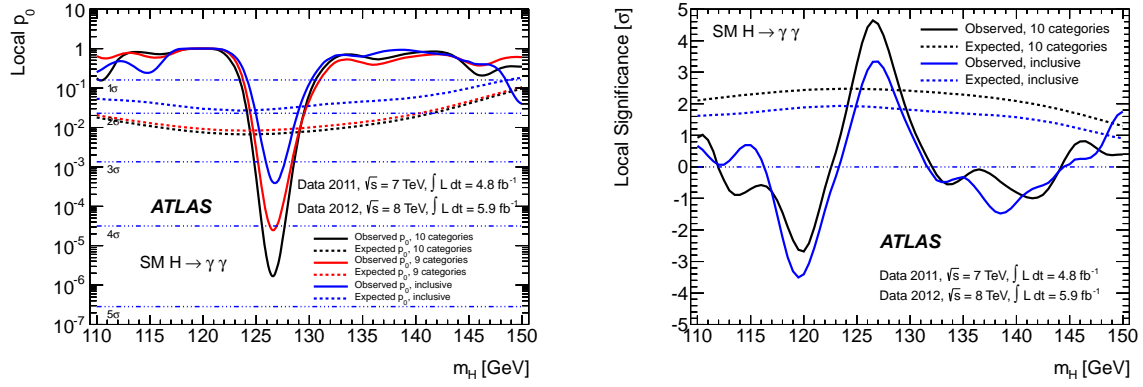 Local p₀
10
1
10⁻¹
10⁻²
10⁻³
10⁻⁴
10⁻⁵
10⁻⁶
10⁻⁷
1σ
2σ
3σ
4σ
5σ
Data 2011, √s = 7 TeV, ∫ L dt = 4.8 fb⁻¹
Data 2012, √s = 8 TeV, ∫ L dt = 5.9 fb⁻¹
ATLAS
SM H → γ γ
Observed p₀, 10 categories
Expected p₀, 10 categories
Observed p₀, 9 categories
Expected p₀, 9 categories
Observed p₀, inclusive
Expected p₀, inclusive
110 115 120 125 130 135 140 145 150
m_H [GeV]
Local Significance [σ]
5
4
3
2
1
0
-1
-2
-3
-4
-5
SM H → γ γ
Observed, 10 categories
Expected, 10 categories
Observed, inclusive
Expected, inclusive
ATLAS
Data 2011, √s = 7 TeV, ∫ L dt = 4.8 fb⁻¹
Data 2012, √s = 8 TeV, ∫ L dt = 5.9 fb⁻¹
110 115 120 125 130 135 140 145 150
m_H [GeV]